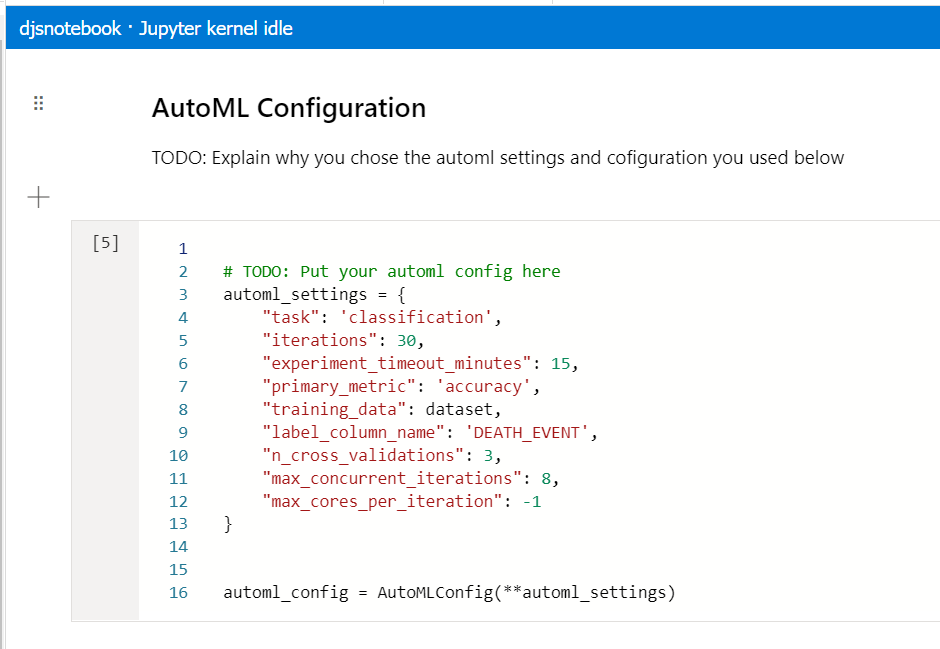 djsnotebook · Jupyter kernel idle
AutoML Configuration
TODO: Explain why you chose the automl settings and cofiguration you used below
[5]
1
2 # TODO: Put your automl config here
3 automl_settings = {
4 "task": 'classification',
5 "iterations": 30,
6 "experiment_timeout_minutes": 15,
7 "primary_metric": 'accuracy',
8 "training_data": dataset,
9 "label_column_name": 'DEATH_EVENT',
10 "n_cross_validations": 3,
11 "max_concurrent_iterations": 8,
12 "max_cores_per_iteration": -1
13 }
14
15
16 automl_config = AutoMLConfig(**automl_settings)